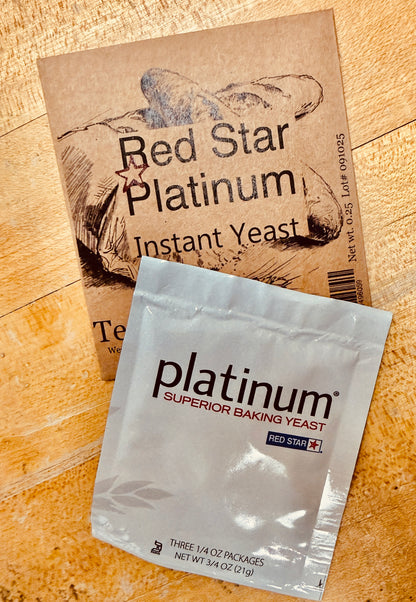 Red Star
Platinum
Instant Yeast
Net wt. 0.25 Lot# 091025
Te
We
platinum®
SUPERIOR BAKING YEAST
RED STAR
THREE 1/4 OZ PACKAGES
NET WT 3/4 OZ (21g)